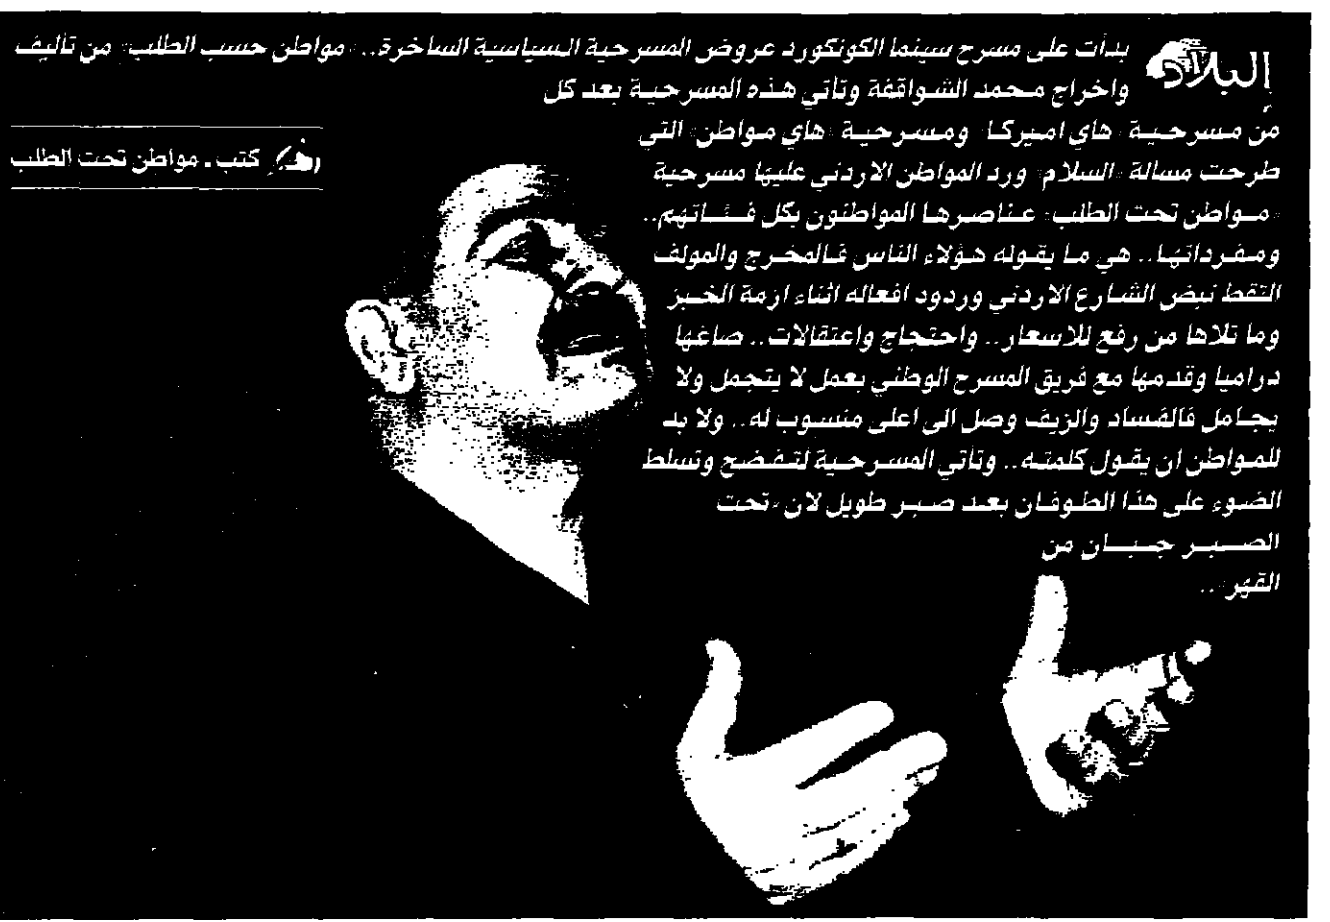 البلاد
بدأت على مسرح سينما الكونكورد عروض المسرحية السياسية الساخرة.. «مواطن حسب الطلب» من تأليف
واخراج محمد الشواقفة وتأتي هذه المسرحية بعد كل
من مسرحية «هاي اميركا» ومسرحية «هاي مواطن» التي
طرحت مسالة «السلام» ورد المواطن الاردني عليها مسرحية
«مواطن تحت الطلب» عناصرها المواطنون بكل فئاتهم..
ومفرداتها.. هي ما يقوله هؤلاء الناس فالمخرج والمولف
التقط نبض الشارع الاردني وردود افعاله اثناء ازمة الخبز
وما تلاها من رفع للاسعار.. واحتجاج واعتقالات.. صاغها
دراميا وقدمها مع فريق المسرح الوطني بعمل لا يتجمل ولا
يجامل فالفساد والزيف وصل الى اعلى منسوب له.. ولا بد
للمواطن ان يقول كلمته.. وتأتي المسرحية لتفضح وتسلط
الضوء على هذا الطوفان بعد صبر طويل لان «تحت
الصبر جبان من
القهر»..
كتب ـ مواطن تحت الطلب